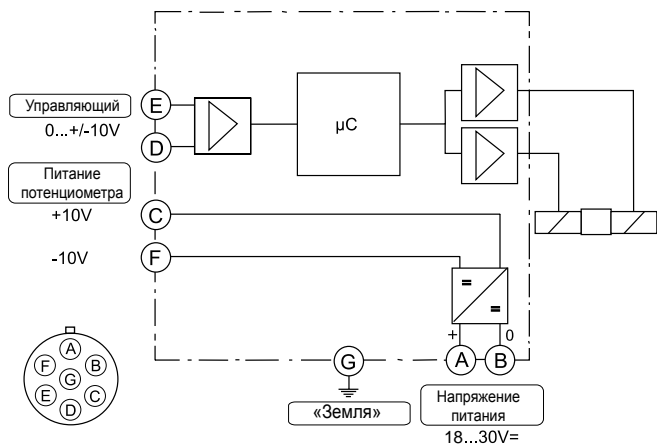 Управляющий
0...+/-10V
E
D
µC
Питание
потенциометра
+10V
C
-10V
F
=
=
+
0
A
B
G
«Земля»
Напряжение
питания
18...30V=
A
F
B
G
E
C
D